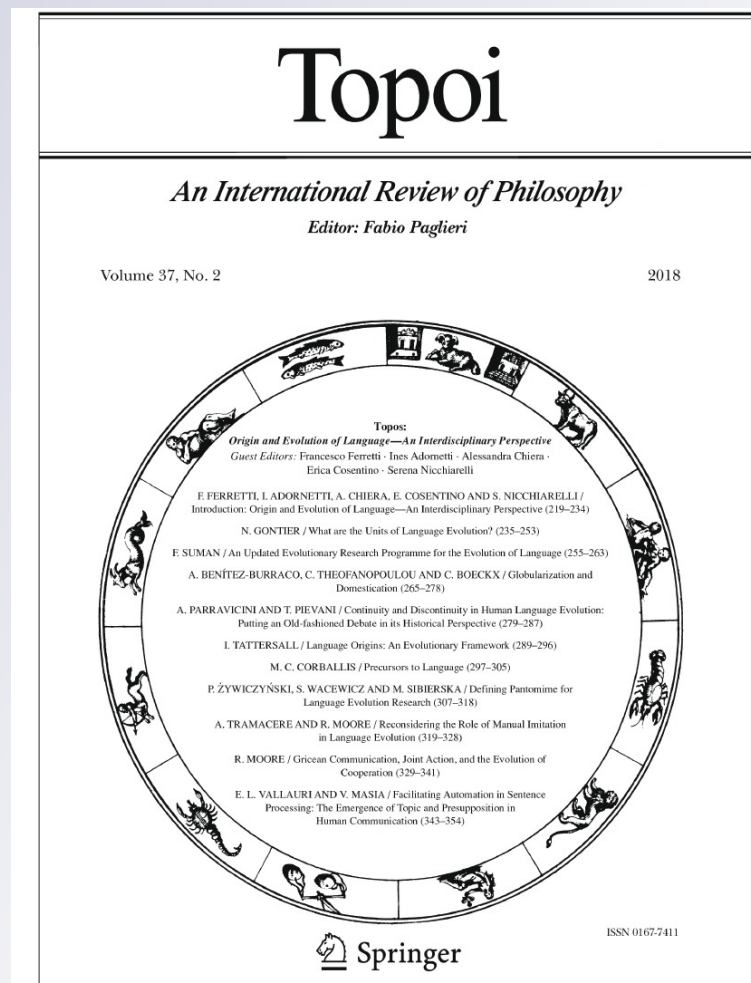 Topoi
An International Review of Philosophy
Editor: Fabio Paglieri
Volume 37, No. 2 2018
Topos:
Origin and Evolution of Language—An Interdisciplinary Perspective
Guest Editors: Francesco Ferretti · Ines Adornetti · Alessandra Chiera ·
Erica Cosentino · Serena Nicchiarelli
F. FERRETTI, I. ADORNETTI, A. CHIERA, E. COSENTINO AND S. NICCHIARELLI /
Introduction: Origin and Evolution of Language—An Interdisciplinary Perspective (219–234)
N. GONTIER / What are the Units of Language Evolution? (235–253)
F. SUMAN / An Updated Evolutionary Research Programme for the Evolution of Language (255–263)
A. BENÍTEZ-BURRACO, C. THEOFANOPOULOU AND C. BOECKX / Globularization and
Domestication (265–278)
A. PARRAVICINI AND T. PIEVANI / Continuity and Discontinuity in Human Language Evolution:
Putting an Old-fashioned Debate in its Historical Perspective (279–287)
I. TATTERSALL / Language Origins: An Evolutionary Framework (289–296)
M. C. CORBALLIS / Precursors to Language (297–305)
P. ŻYWICZYŃSKI, S. WACEWICZ AND M. SIBIERSKA / Defining Pantomime for
Language Evolution Research (307–318)
A. TRAMACERE AND R. MOORE / Reconsidering the Role of Manual Imitation
in Language Evolution (319–328)
R. MOORE / Gricean Communication, Joint Action, and the Evolution of
Cooperation (329–341)
E. L. VALLAURI AND V. MASIA / Facilitating Automation in Sentence
Processing: The Emergence of Topic and Presupposition in
Human Communication (343–354)
ISSN 0167-7411
Springer